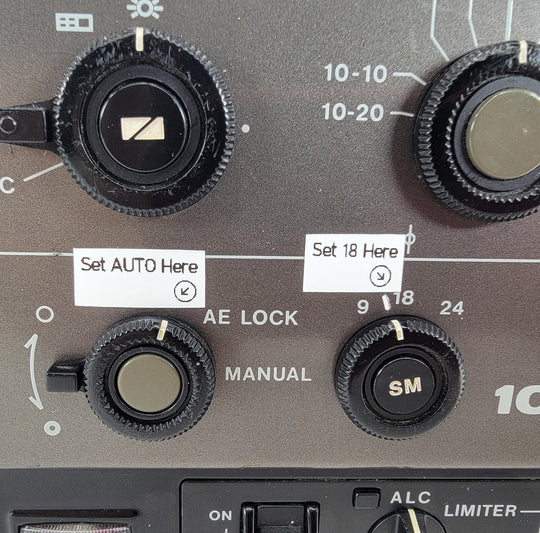 10-10
10-20
C
Set AUTO Here
Set 18 Here
9 18 24
AE LOCK
MANUAL
SM
10
ON
ALC
LIMITER